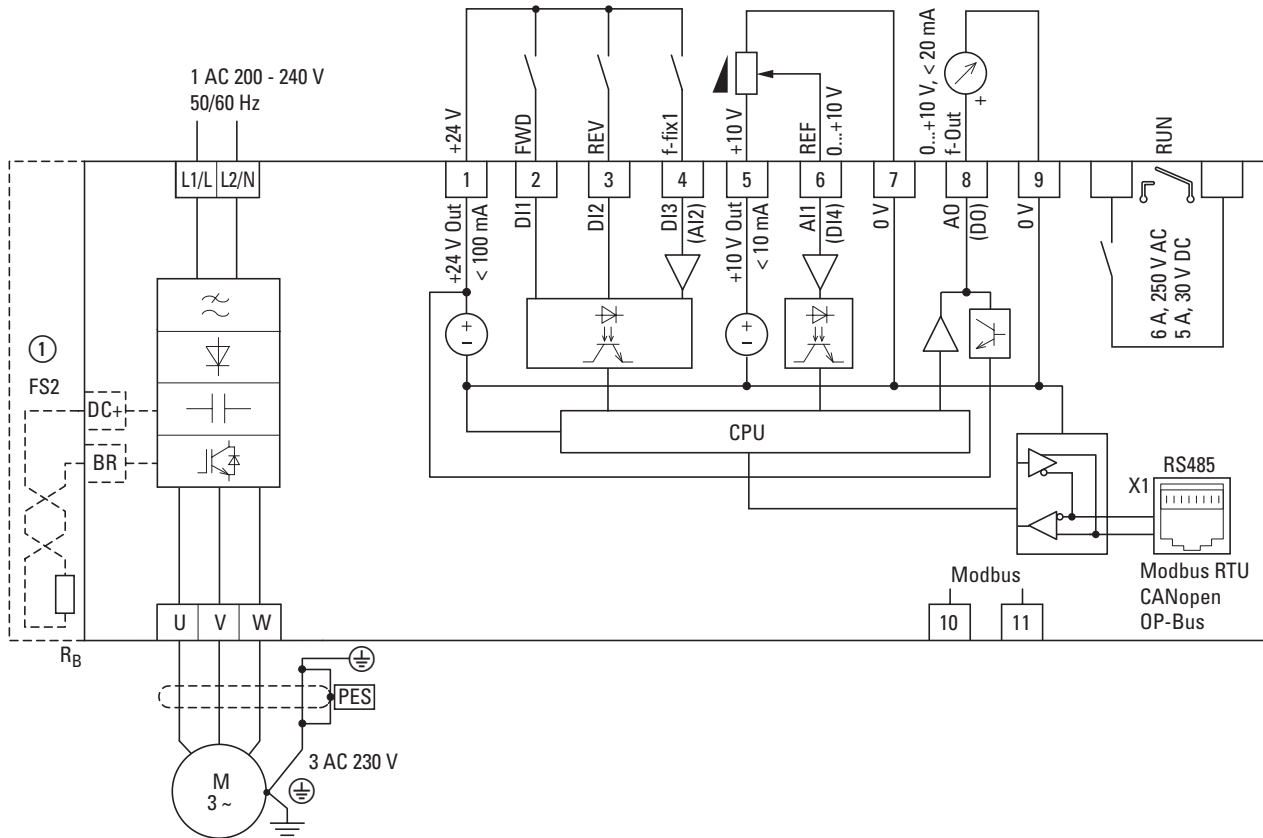 1 AC 200 - 240 V
50/60 Hz
L1/L
L2/N
+24 V
FWD
REV
f-fix1
+10 V
REF
0...+10 V
0...+10 V, < 20 mA
f-Out
+
RUN
1
2
3
4
5
6
7
8
9
+24 V Out
< 100 mA
DI1
DI2
DI3
(AI2)
+10 V Out
< 10 mA
AI1
(DI4)
0 V
AO
(DO)
0 V
6 A, 250 V AC
5 A, 30 V DC
+
−
+
−
1
FS2
DC+
BR
CPU
X1
RS485
Modbus RTU
CANopen
OP-Bus
Modbus
10
11
U
V
W
RB
PES
3 AC 230 V
M
3 ~